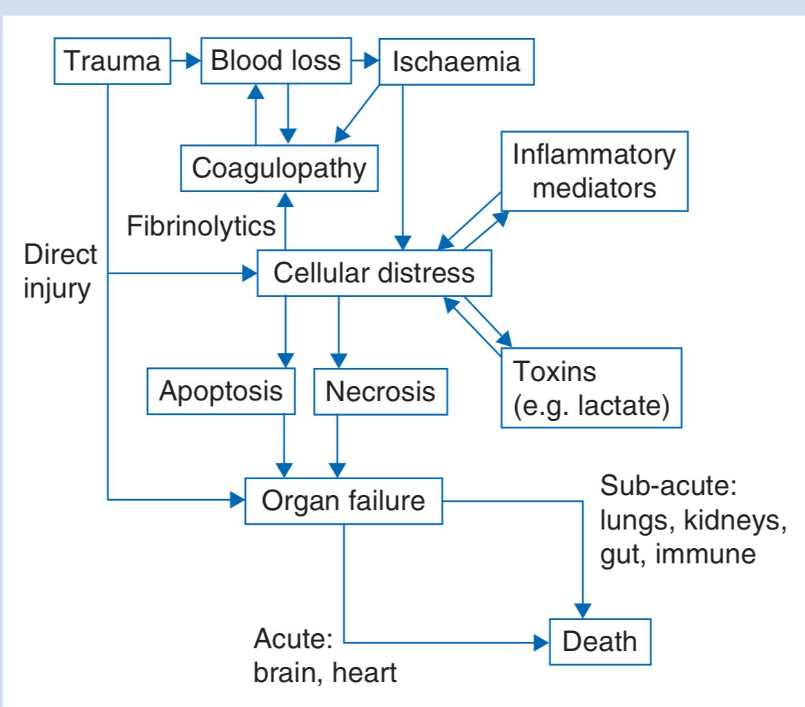 Trauma
Blood loss
Ischaemia
Coagulopathy
Inflammatory
mediators
Fibrinolytics
Direct
injury
Cellular distress
Apoptosis
Necrosis
Toxins
(e.g. lactate)
Organ failure
Sub-acute:
lungs, kidneys,
gut, immune
Acute:
brain, heart
Death